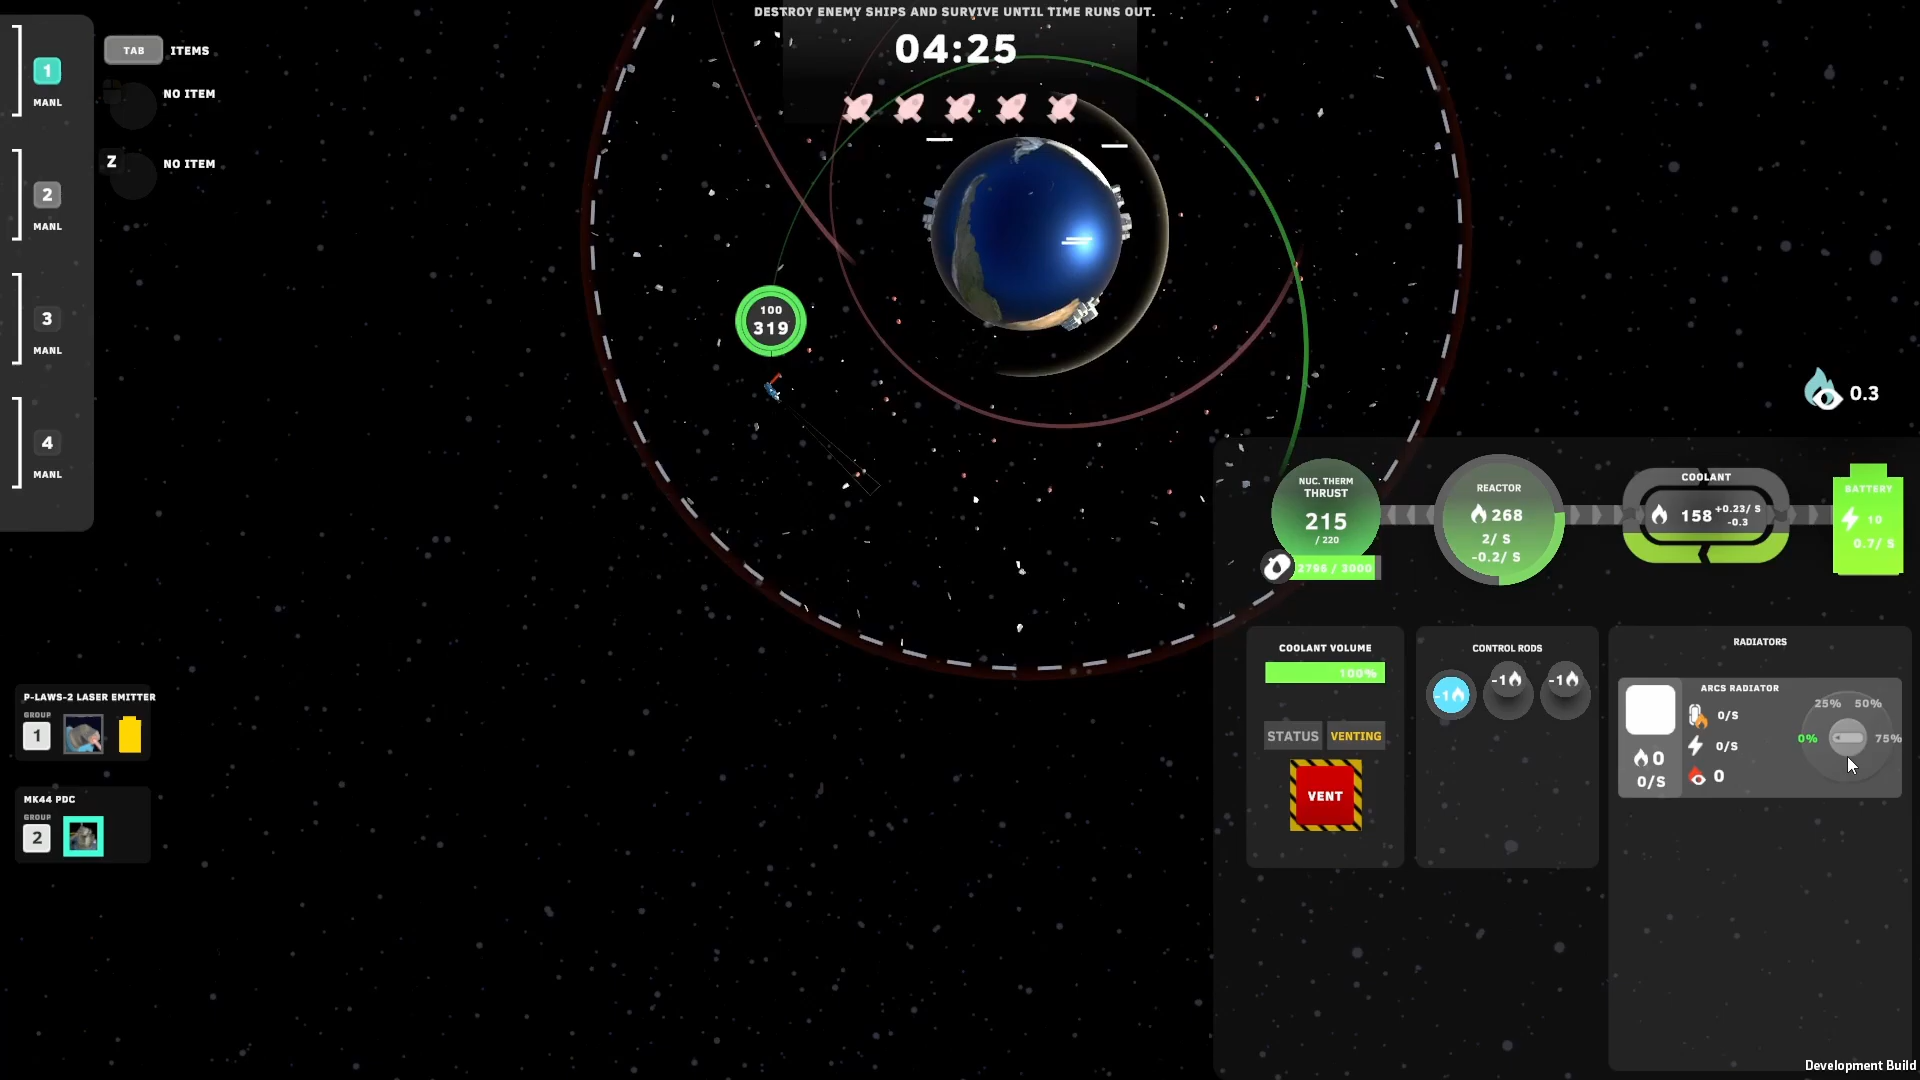 DESTROY ENEMY SHIPS AND SURVIVE UNTIL TIME RUNS OUT.
04:25
1
MANL
2
MANL
3
MANL
4
MANL
TAB ITEMS
NO ITEM
Z NO ITEM
100
319
0.3
NUC. THERM
THRUST
215
/ 220
2796 / 3000
REACTOR
268
2/ S
-0.2/ S
COOLANT
158 +0.23/ S
-0.3
BATTERY
10
0.7/ S
COOLANT VOLUME
100%
STATUS VENTING
VENT
CONTROL RODS
-1 -1 -1
RADIATORS
ARCS RADIATOR
0/S
0/S
0
0
0/S
0% 25% 50% 75%
P-LAWS-2 LASER EMITTER
GROUP
1
MK44 PDC
GROUP
2
Development Build